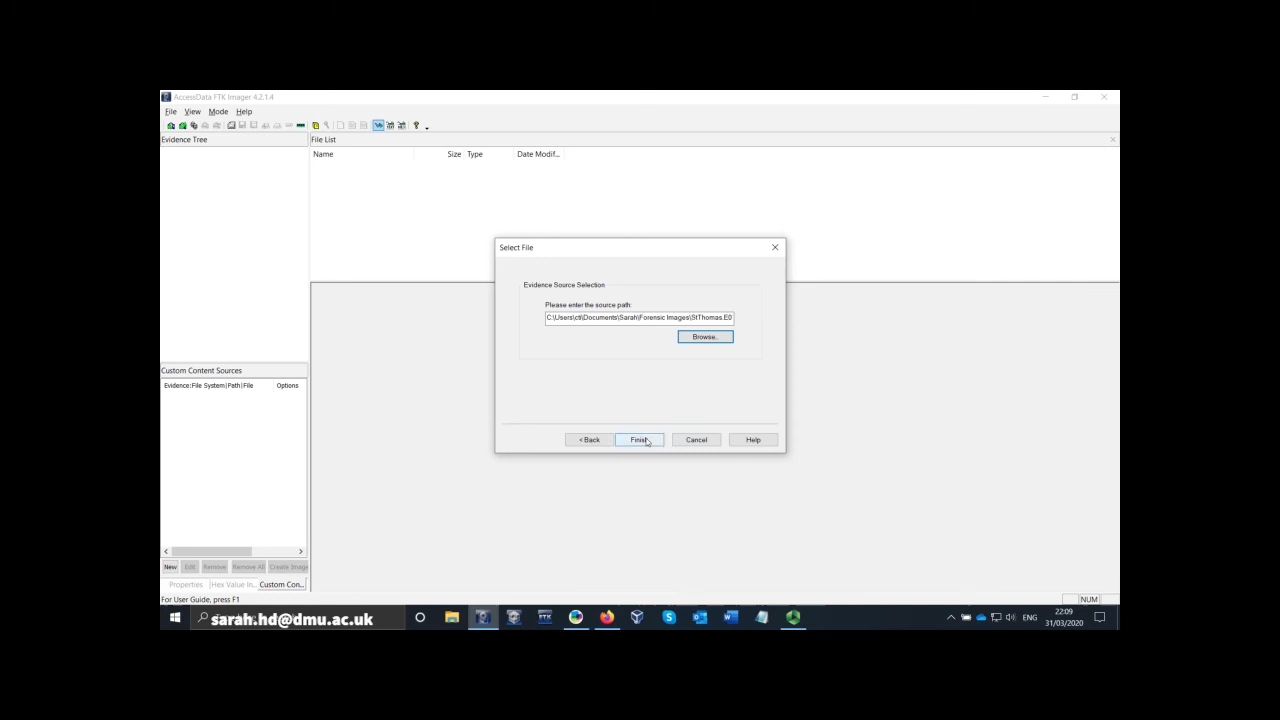 AccessData FTK Imager 4.2.1.4
File View Mode Help
Evidence Tree
File List
Name Size Type Date Modif...
Select File
Evidence Source Selection
Please enter the source path:
C:\Users\cti\Documents\Sarah\Forensic Images\StThomas.E0
Browse..
< Back Finish Cancel Help
Custom Content Sources
Evidence:File System|Path|File Options
New Edit Remove Remove All Create Image
Properties Hex Value In... Custom Con...
For User Guide, press F1
NUM
sarah.hd@dmu.ac.uk
FTK
ENG
22:09
31/03/2020